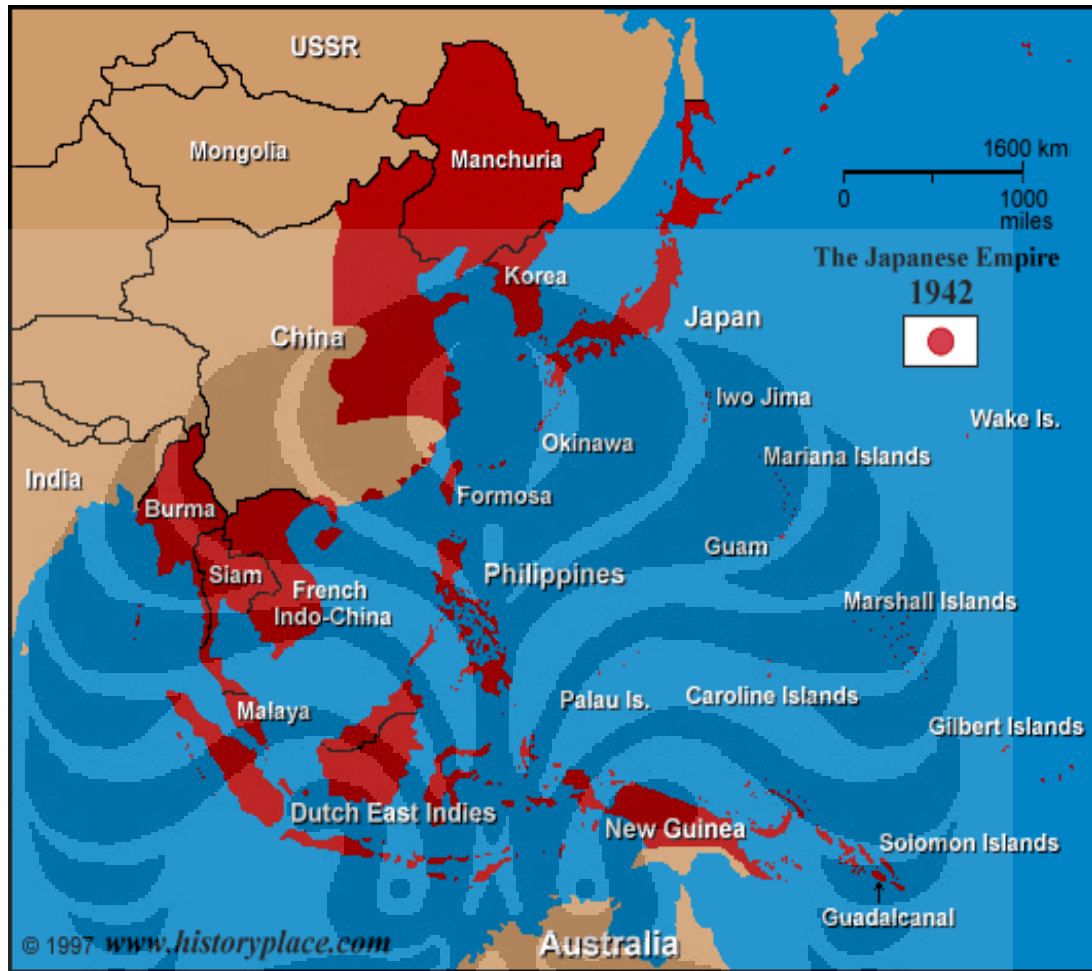 USSR
Mongolia
Manchuria
1600 km
0
1000
miles
The Japanese Empire
1942
Korea
Japan
China
Iwo Jima
Wake Is.
Okinawa
Mariana Islands
India
Formosa
Burma
Guam
Siam
Philippines
French
Indo-China
Marshall Islands
Palau Is.
Caroline Islands
Malaya
Gilbert Islands
Dutch East Indies
New Guinea
Solomon Islands
Guadalcanal
© 1997 www.historyplace.com
Australia